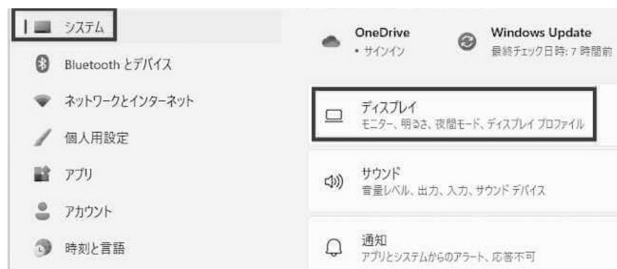 システム
Bluetooth とデバイス
ネットワークとインターネット
個人用設定
アプリ
アカウント
時刻と言語
OneDrive
• サインイン
Windows Update
最終チェック日時: 7 時間前
ディスプレイ
モニター、明るさ、夜間モード、ディスプレイ プロファイル
サウンド
音量レベル、出力、入力、サウンド デバイス
通知
アプリとシステムからのアラート、応答不可